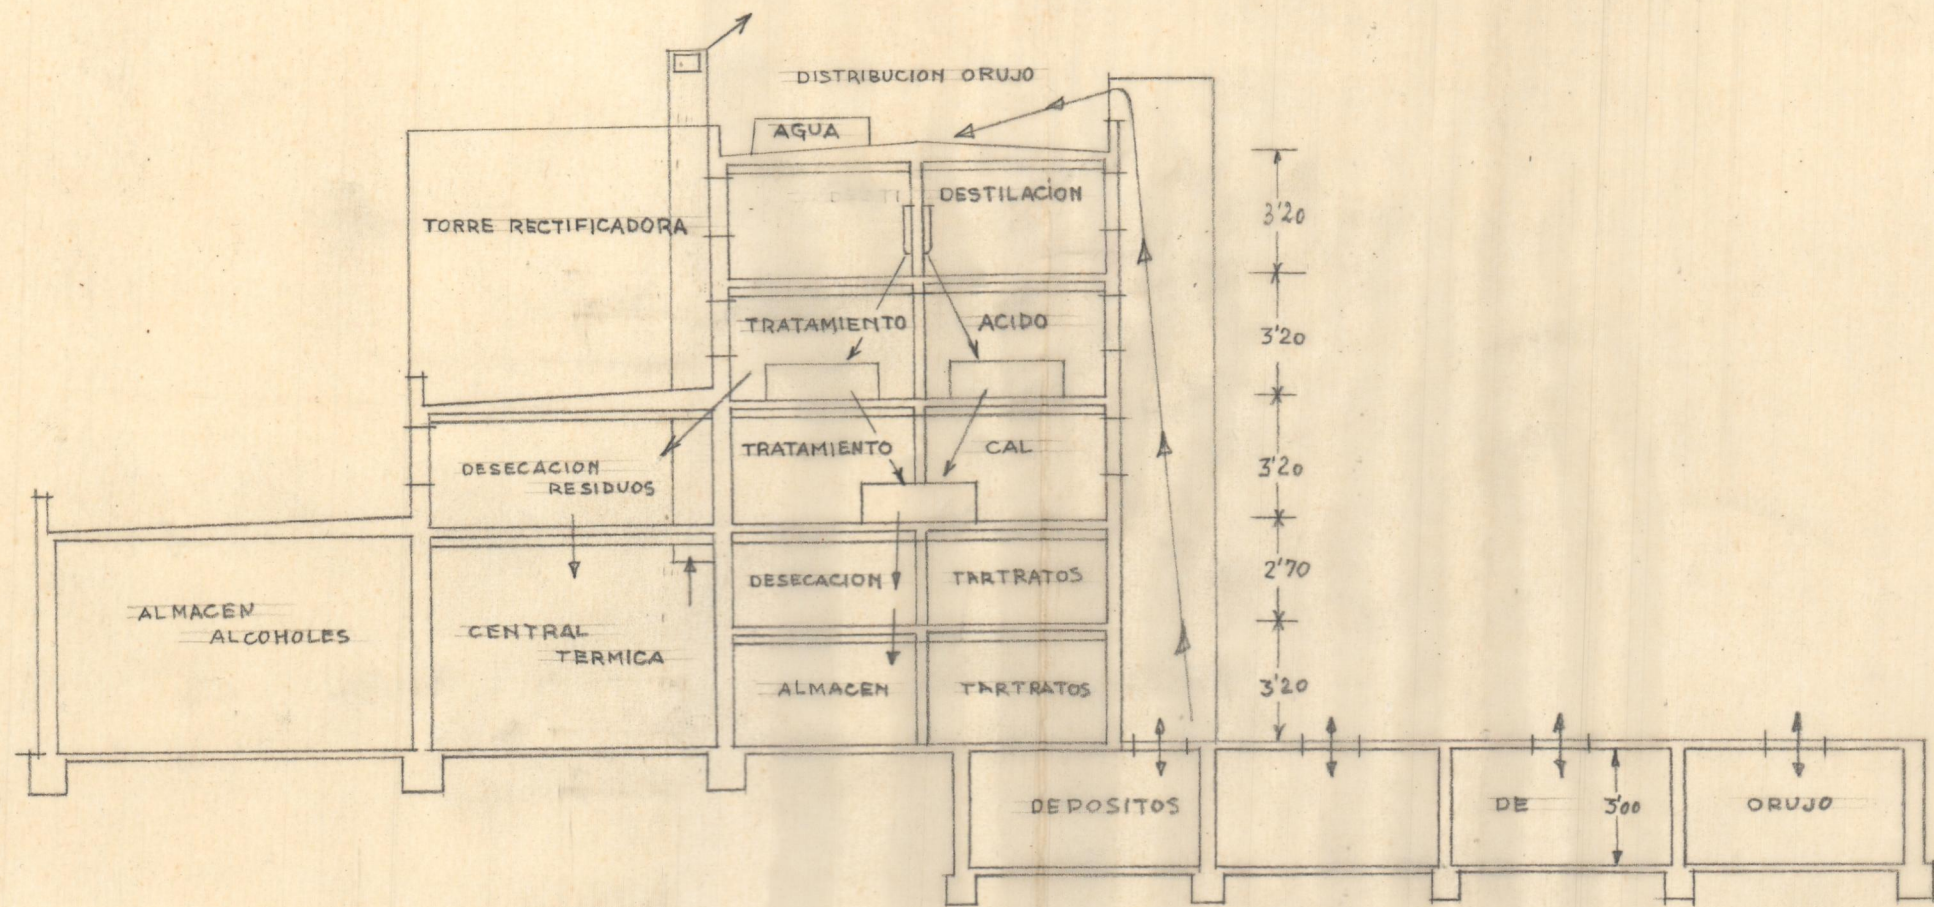 DISTRIBUCION ORUJO
AGUA
DESTILACION
TORRE RECTIFICADORA
3'20
TRATAMIENTO ACIDO
3'20
TRATAMIENTO CAL
DESECACION
RESIDUOS
3'20
DESECACION TARTRATOS
2'70
ALMACEN
ALCOHOLES
CENTRAL
TERMICA
ALMACEN TARTRATOS
3'20
DEPOSITOS DE ORUJO
3'00